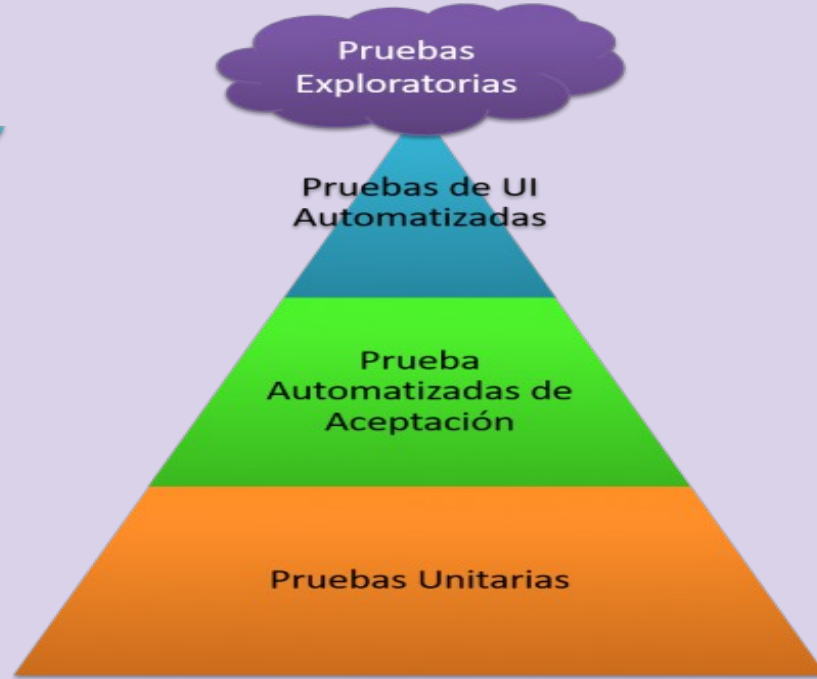 Pruebas
Exploratorias
Pruebas de UI
Automatizadas
Prueba
Automatizadas de
Aceptación
Pruebas Unitarias